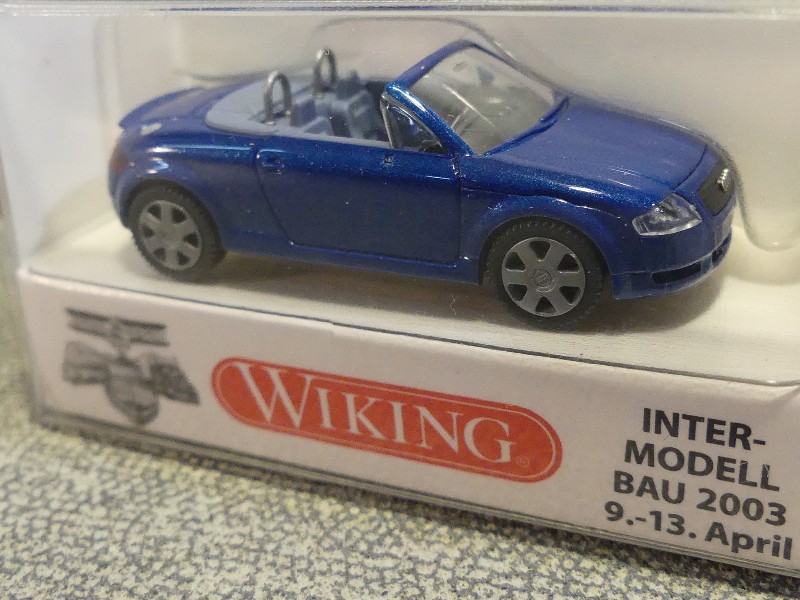 WIKING®
INTER-
MODELL
BAU 2003
9.-13. April